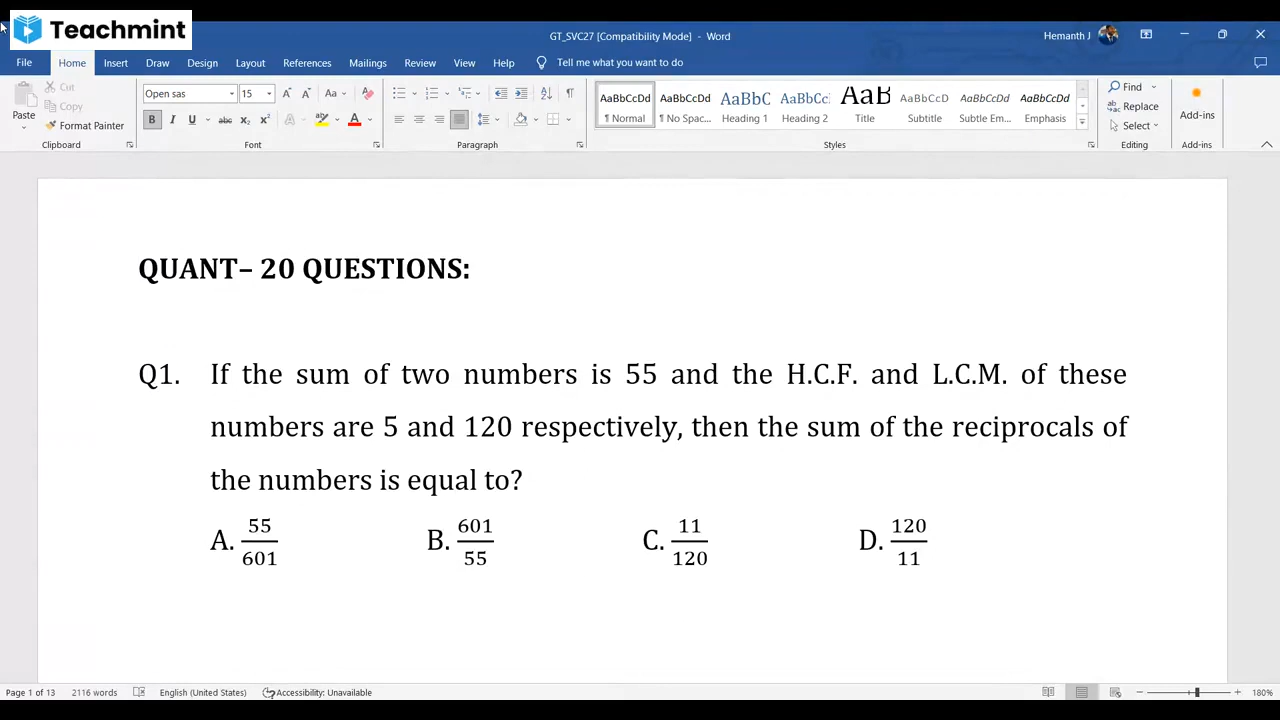 Teachmint
GT_SVC27 [Compatibility Mode] - Word
Hemanth J
File Home Insert Draw Design Layout References Mailings Review View Help Tell me what you want to do
Cut
Copy
Paste
Format Painter
Open sas 15
AaBbCcDd AaBbCcDd AaBbC AaBbCc AaB AaBbCcD AaBbCcDd AaBbCcDd
¶ Normal ¶ No Spac... Heading 1 Heading 2 Title Subtitle Subtle Em... Emphasis
Find
Replace
Select
Add-ins
Clipboard Font Paragraph Styles Editing Add-ins
QUANT– 20 QUESTIONS:
Q1. If the sum of two numbers is 55 and the H.C.F. and L.C.M. of these
numbers are 5 and 120 respectively, then the sum of the reciprocals of
the numbers is equal to?
A. 55/601 B. 601/55 C. 11/120 D. 120/11
Page 1 of 13 2116 words English (United States) Accessibility: Unavailable 180%